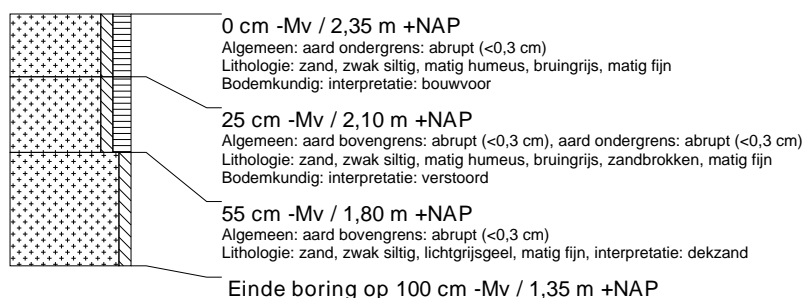 0 cm -Mv / 2,35 m +NAP
Algemeen: aard ondergrens: abrupt (<0,3 cm)
Lithologie: zand, zwak siltig, matig humeus, bruingrijs, matig fijn
Bodemkundig: interpretatie: bouwvoor
25 cm -Mv / 2,10 m +NAP
Algemeen: aard bovengrens: abrupt (<0,3 cm), aard ondergrens: abrupt (<0,3 cm)
Lithologie: zand, zwak siltig, matig humeus, bruingrijs, zandbrokken, matig fijn
Bodemkundig: interpretatie: verstoord
55 cm -Mv / 1,80 m +NAP
Algemeen: aard bovengrens: abrupt (<0,3 cm)
Lithologie: zand, zwak siltig, lichtgrijsgeel, matig fijn, interpretatie: dekzand
Einde boring op 100 cm -Mv / 1,35 m +NAP